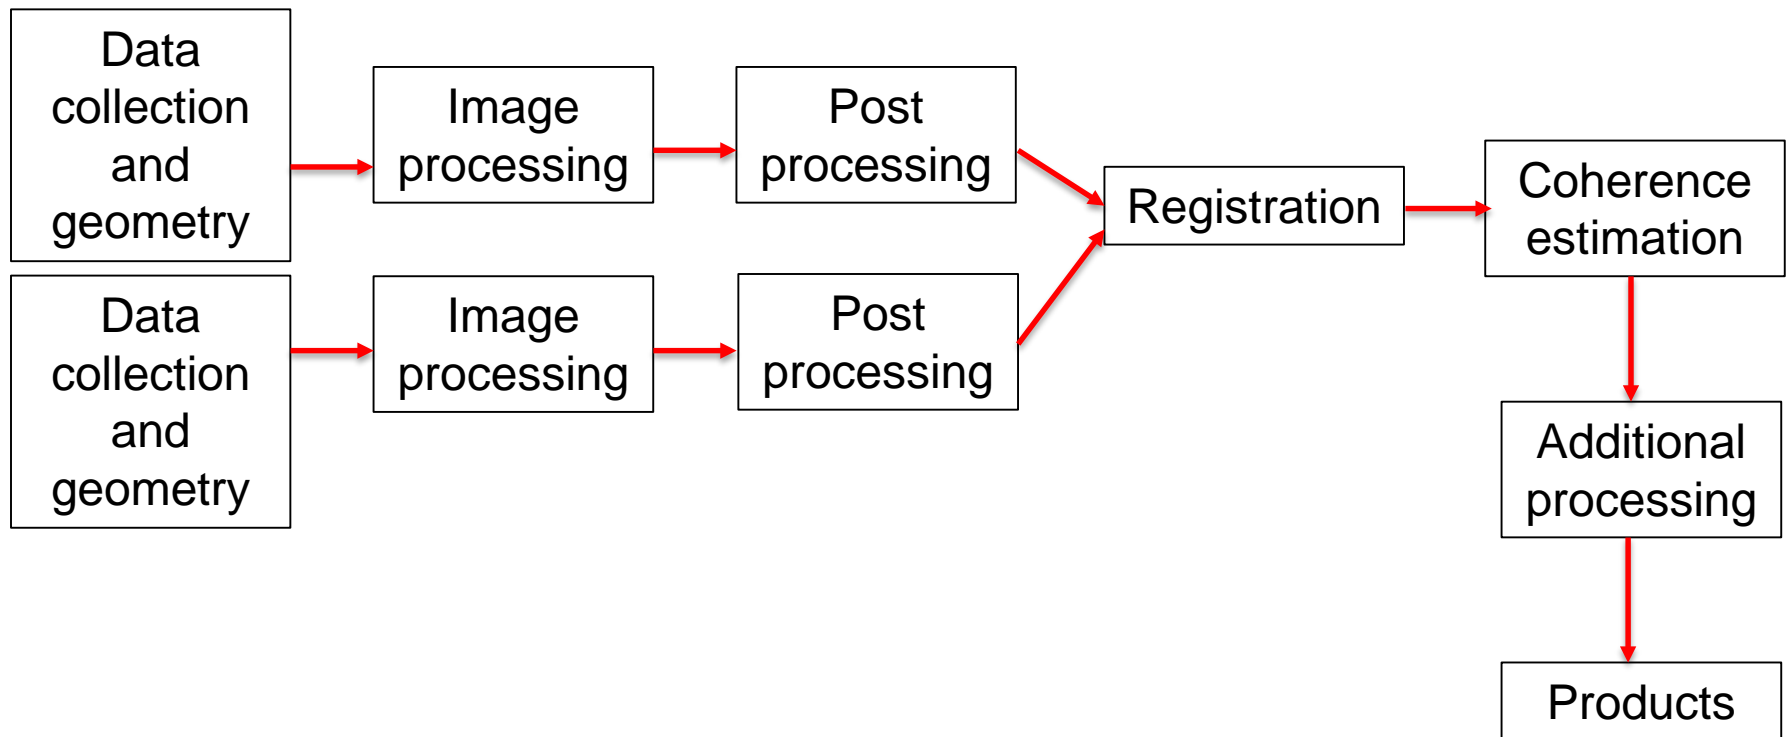 Data
collection
and
geometry
Image
processing
Post
processing
Data
collection
and
geometry
Image
processing
Post
processing
Registration
Coherence
estimation
Additional
processing
Products